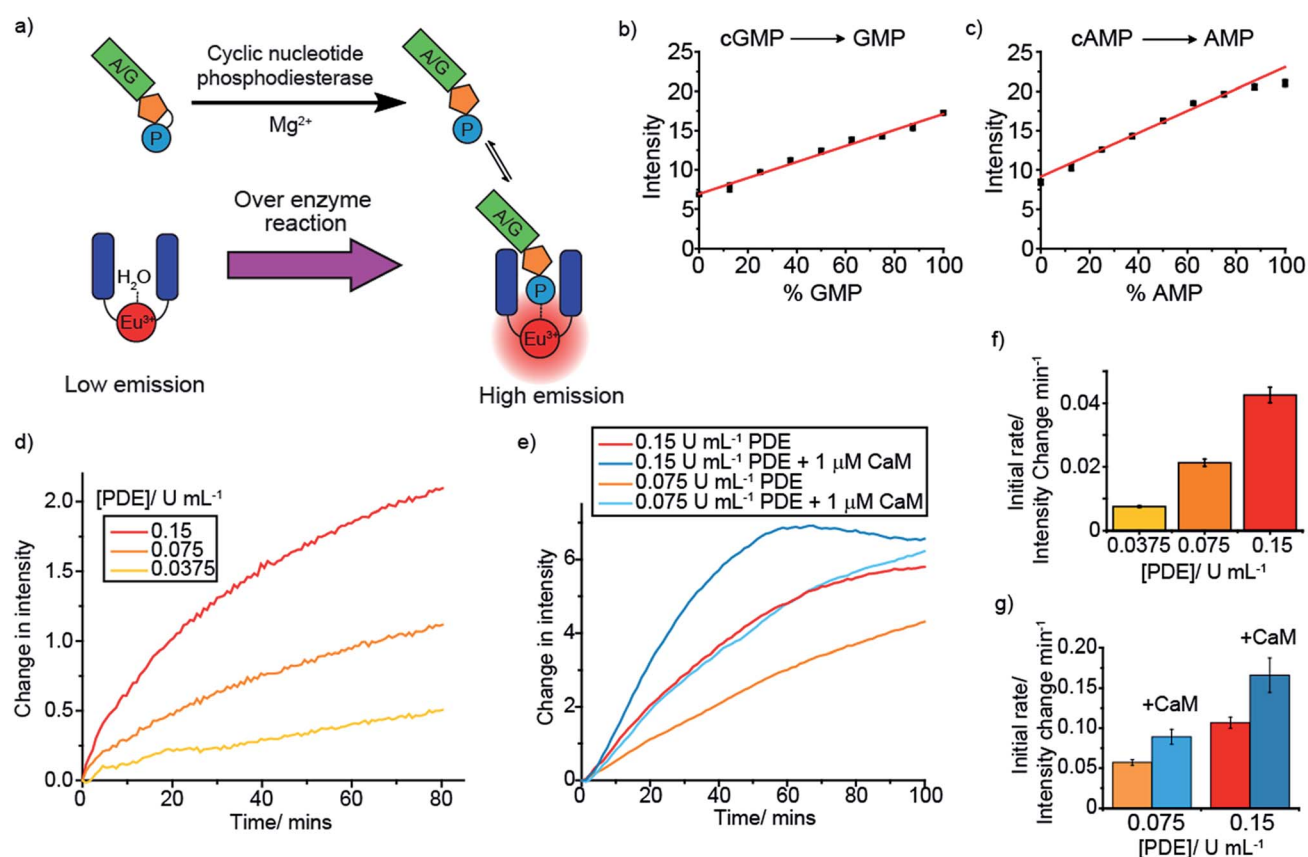 a)
A/G
P
Cyclic nucleotide
phosphodiesterase
Mg²⁺
A/G
P
Over enzyme
reaction
H₂O
Eu³⁺
A/G
P
Eu³⁺
Low emission
High emission
b)
cGMP → GMP
Intensity
25
20
15
10
5
0
0 20 40 60 80 100
% GMP
c)
cAMP → AMP
Intensity
25
20
15
10
5
0
0 20 40 60 80 100
% AMP
d)
[PDE]/ U mL⁻¹
0.15
0.075
0.0375
Change in intensity
2.0
1.5
1.0
0.5
0.0
0 20 40 60 80
Time/ mins
e)
0.15 U mL⁻¹ PDE
0.15 U mL⁻¹ PDE + 1 μM CaM
0.075 U mL⁻¹ PDE
0.075 U mL⁻¹ PDE + 1 μM CaM
Change in intensity
6
4
2
0
0 20 40 60 80 100
Time/ mins
f)
Initial rate/
Intensity Change min⁻¹
0.04
0.02
0
0.0375 0.075 0.15
[PDE]/ U mL⁻¹
g)
Initial rate/
Intensity change min⁻¹
0.20
0.15
0.10
0.05
0
+CaM
+CaM
0.075 0.15
[PDE]/ U mL⁻¹